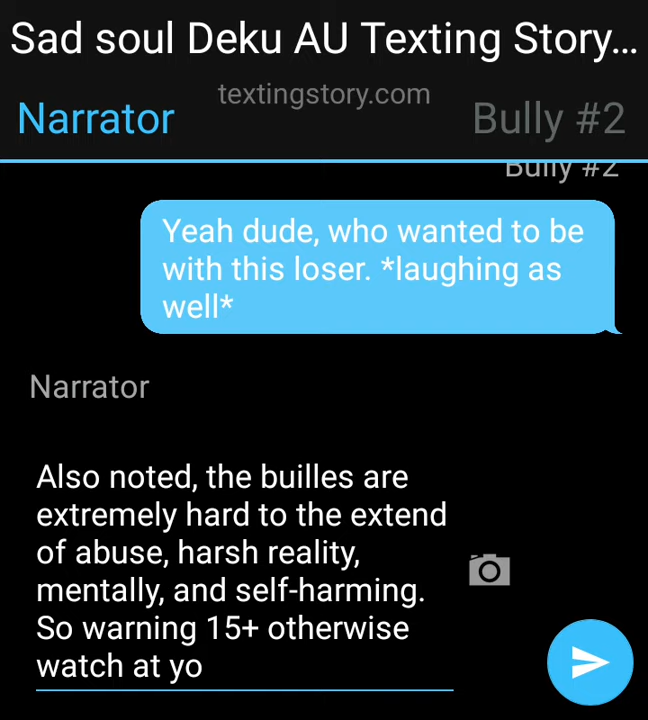 Sad soul Deku AU Texting Story...
textingstory.com
Narrator
Bully #2
Bully #2
Yeah dude, who wanted to be
with this loser. *laughing as
well*
Narrator
Also noted, the builles are
extremely hard to the extend
of abuse, harsh reality,
mentally, and self-harming.
So warning 15+ otherwise
watch at yo